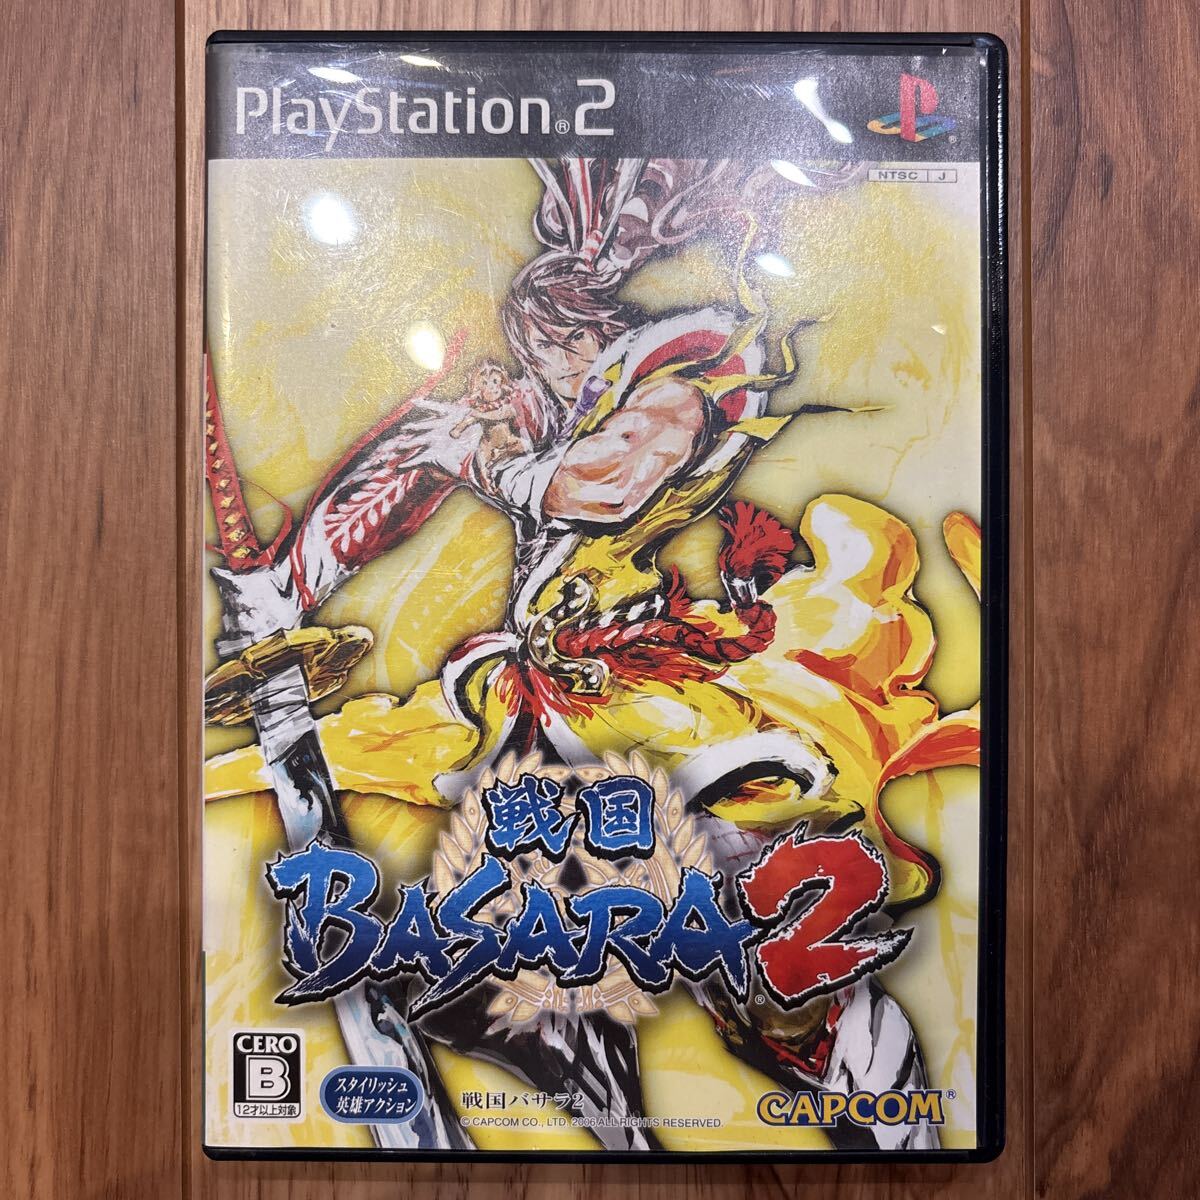 PlayStation®2
NTSC J
戦国
BASARA2®
CERO
B
12才以上対象
スタイリッシュ
英雄アクション
戦国バサラ2
© CAPCOM CO., LTD. 2006 ALL RIGHTS RESERVED.
CAPCOM®